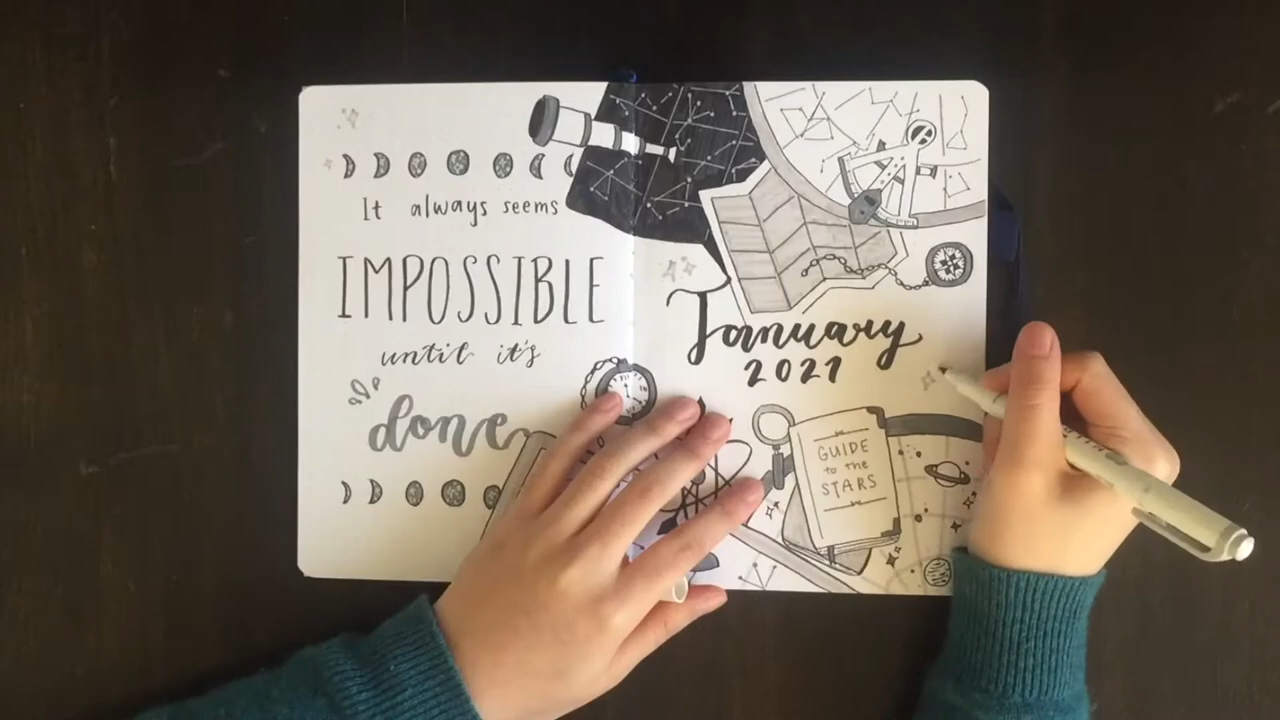 It always seems
IMPOSSIBLE
until it's
done
January
2021
GUIDE
to the
STARS